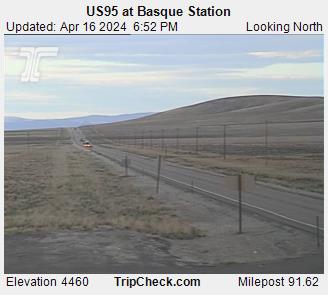 US95 at Basque Station
Updated: Apr 16 2024 6:52 PM Looking North
Elevation 4460 TripCheck.com Milepost 91.62